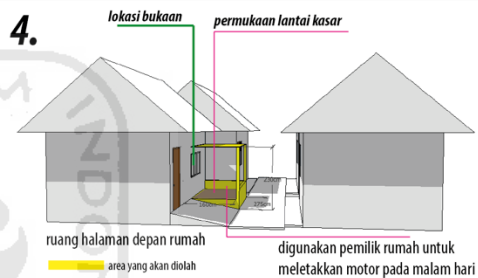 4.
lokasi bukaan
permukaan lantai kasar
ruang halaman depan rumah
area yang akan diolah
digunakan pemilik rumah untuk
meletakkan motor pada malam hari